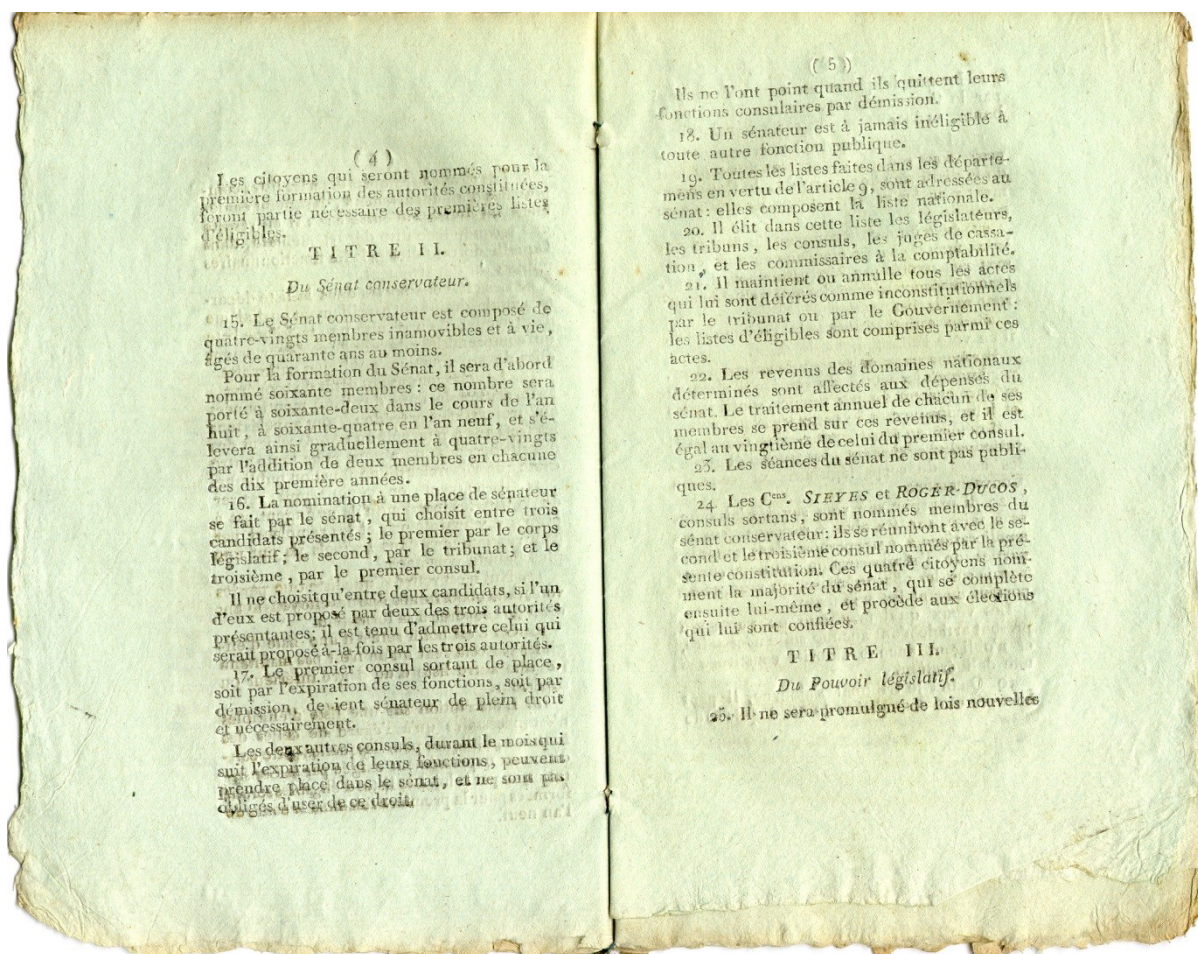 ( 4 )
Les citoyens qui seront nommés pour la
première formation des autorités constituées,
feront partie nécessaire des premières listes
d'éligibles.
TITRE II.
Du Sénat conservateur.
15. Le Sénat conservateur est composé de
quatre-vingts membres inamovibles et à vie,
âgés de quarante ans au moins.
Pour la formation du Sénat, il sera d'abord
nommé soixante membres : ce nombre sera
porté à soixante-deux dans le cours de l'an
huit, à soixante-quatre en l'an neuf, et s'é-
levera ainsi graduellement à quatre-vingts
par l'addition de deux membres en chacune
des dix première années.
16. La nomination à une place de sénateur
se fait par le sénat, qui choisit entre trois
candidats présentés ; le premier par le corps
législatif ; le second, par le tribunat ; et le
troisième, par le premier consul.
Il ne choisit qu'entre deux candidats, si l'un
d'eux est proposé par deux des trois autorités
présentantes; il est tenu d'admettre celui qui
serait proposé à-la-fois par les trois autorités.
17. Le premier consul sortant de place,
soit par l'expiration de ses fonctions, soit par
démission, de ient sénateur de plein droit
et nécessairement.
Les deux autres consuls, durant le mois qui
suit l'expiration de leurs fonctions, peuvent
prendre place dans le sénat, et ne sont pas
obligés d'user de ce droit.
( 5 )
Ils ne l'ont point quand ils quittent leurs
fonctions consulaires par démission.
18. Un sénateur est à jamais inéligible à
toute autre fonction publique.
19. Toutes les listes faites dans les départe-
mens en vertu de l'article 9, sont adressées au
sénat : elles composent la liste nationale.
20. Il élit dans cette liste les législateurs,
les tribuns, les consuls, les juges de cassa-
tion, et les commissaires à la comptabilité.
21. Il maintient ou annulle tous les actes
qui lui sont déférés comme inconstitutionnels
par le tribunat ou par le Gouvernement :
les listes d'éligibles sont comprises parmi ces
actes.
22. Les revenus des domaines nationaux
déterminés sont affectés aux dépenses du
sénat. Le traitement annuel de chacun de ses
membres se prend sur ces revenus, et il est
égal au vingtième de celui du premier consul.
23. Les séances du sénat ne sont pas publi-
ques.
24. Les Cens. SIEYES et ROGER-DUCOS,
consuls sortans, sont nommés membres du
sénat conservateur : ils se réuniront avec le se-
cond et le troisième consul nommés par la pré-
sente constitution. Ces quatre citoyens nom-
ment la majorité du sénat, qui se complète
ensuite lui-même, et procède aux élections
qui lui sont confiées.
TITRE III.
Du Pouvoir législatif.
25. Il ne sera promulgué de lois nouvelles